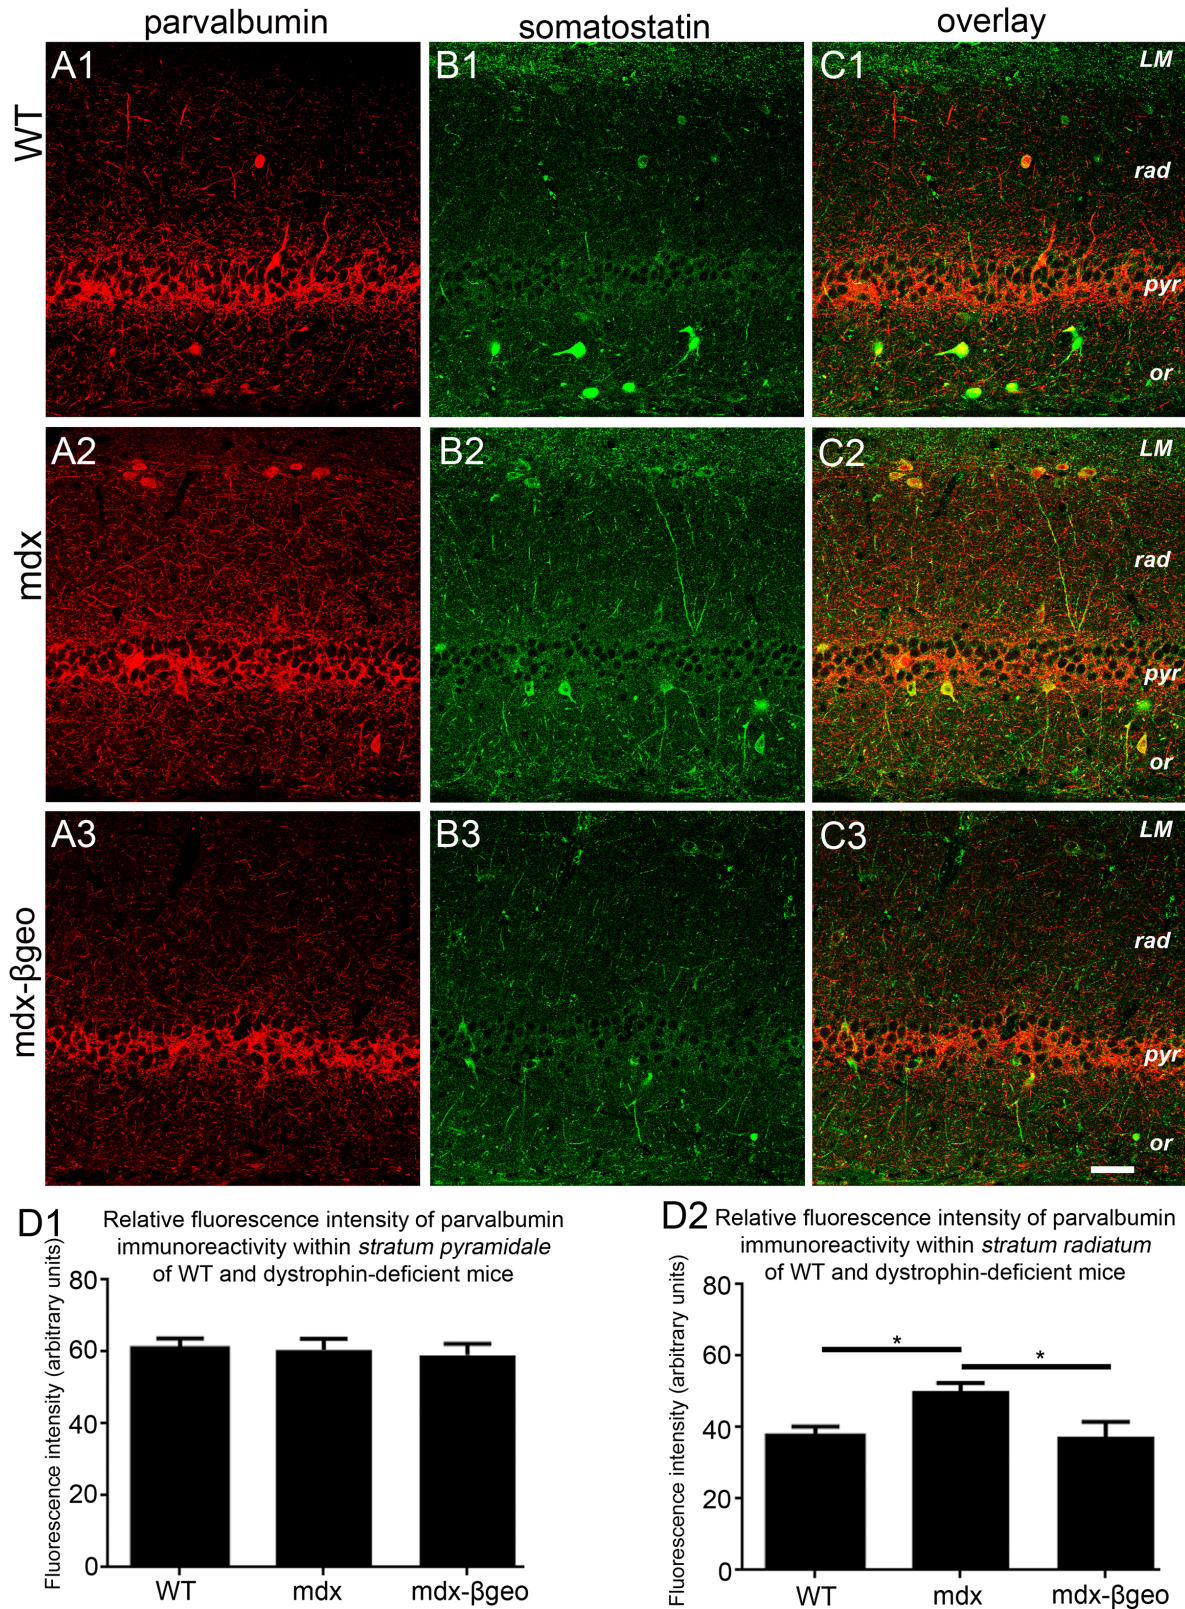 parvalbumin somatostatin overlay
WT
A1 B1 C1 LM
rad
pyr
or
mdx
A2 B2 C2 LM
rad
pyr
or
mdx-βgeo
A3 B3 C3 LM
rad
pyr
or
D1 Relative fluorescence intensity of parvalbumin
immunoreactivity within stratum pyramidale
of WT and dystrophin-deficient mice
Fluorescence intensity (arbitrary units)
80
60
40
20
0
WT mdx mdx-βgeo
D2 Relative fluorescence intensity of parvalbumin
immunoreactivity within stratum radiatum
of WT and dystrophin-deficient mice
Fluorescence intensity (arbitrary units)
80
60
40
20
0
* *
WT mdx mdx-βgeo